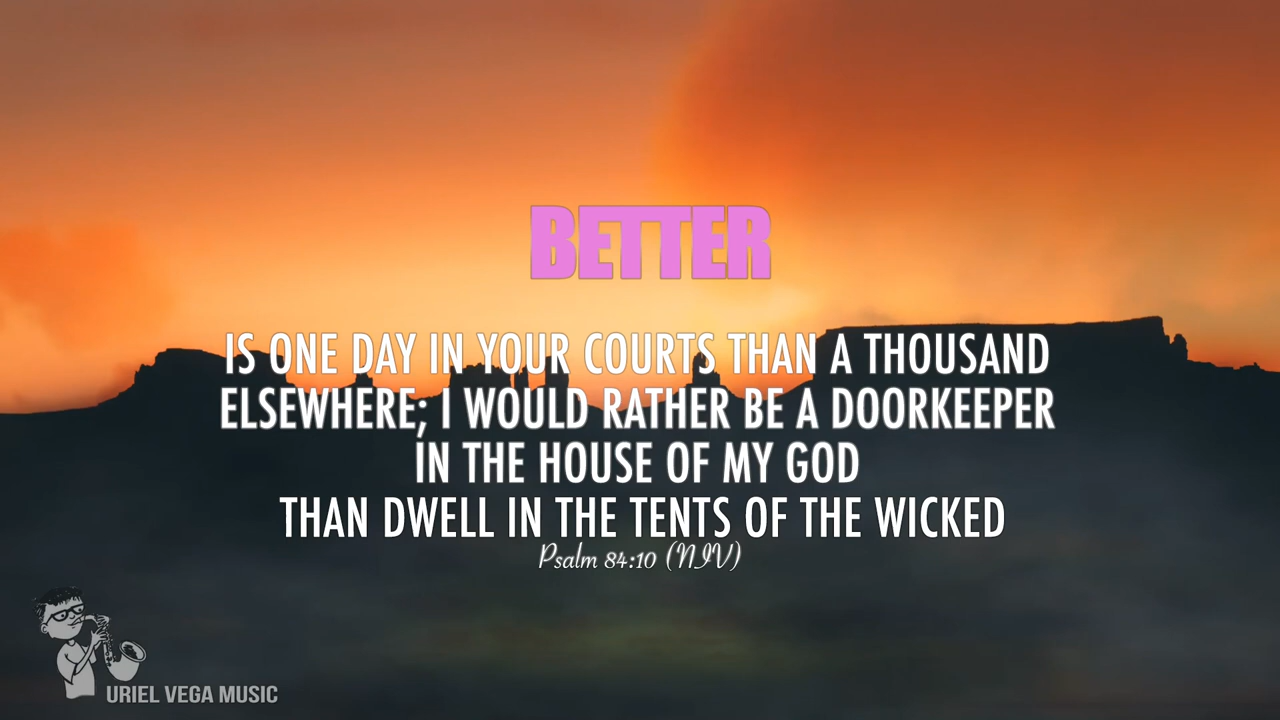 BETTER
IS ONE DAY IN YOUR COURTS THAN A THOUSAND
ELSEWHERE; I WOULD RATHER BE A DOORKEEPER
IN THE HOUSE OF MY GOD
THAN DWELL IN THE TENTS OF THE WICKED
Psalm 84:10 (NIV)
URIEL VEGA MUSIC